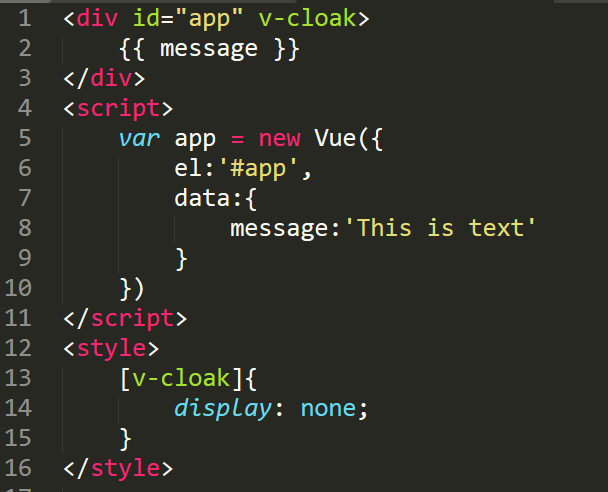 1 <div id="app" v-cloak>
2     {{ message }}
3 </div>
4 <script>
5     var app = new Vue({
6         el:'#app',
7         data:{
8             message:'This is text'
9         }
10     })
11 </script>
12 <style>
13     [v-cloak]{
14         display: none;
15     }
16 </style>
17